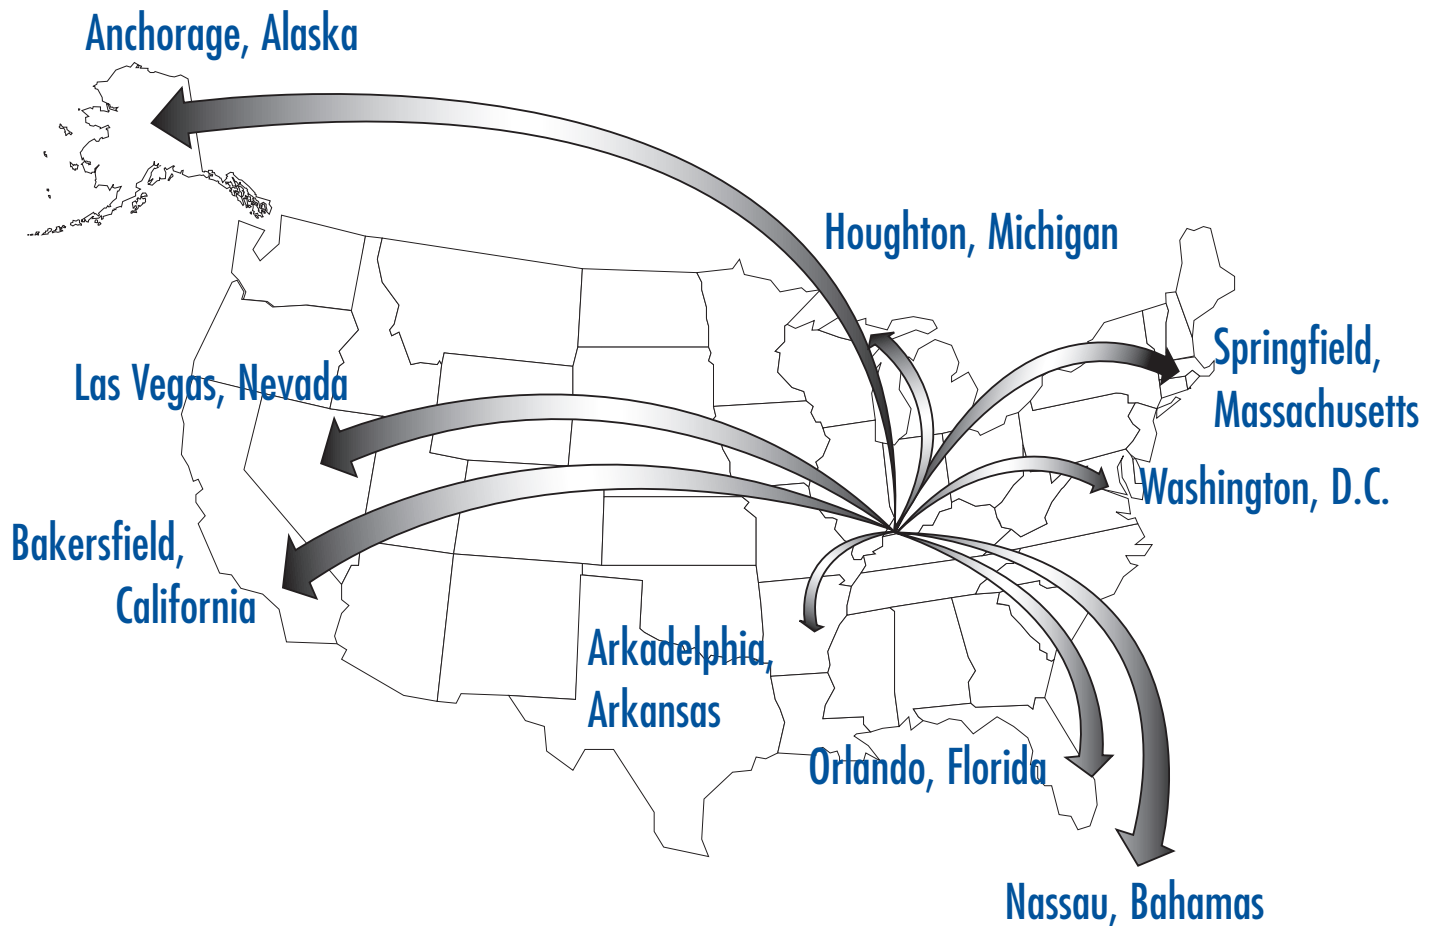 Anchorage, Alaska
Houghton, Michigan
Springfield,
Massachusetts
Las Vegas, Nevada
Washington, D.C.
Bakersfield,
California
Arkadelphia,
Arkansas
Orlando, Florida
Nassau, Bahamas